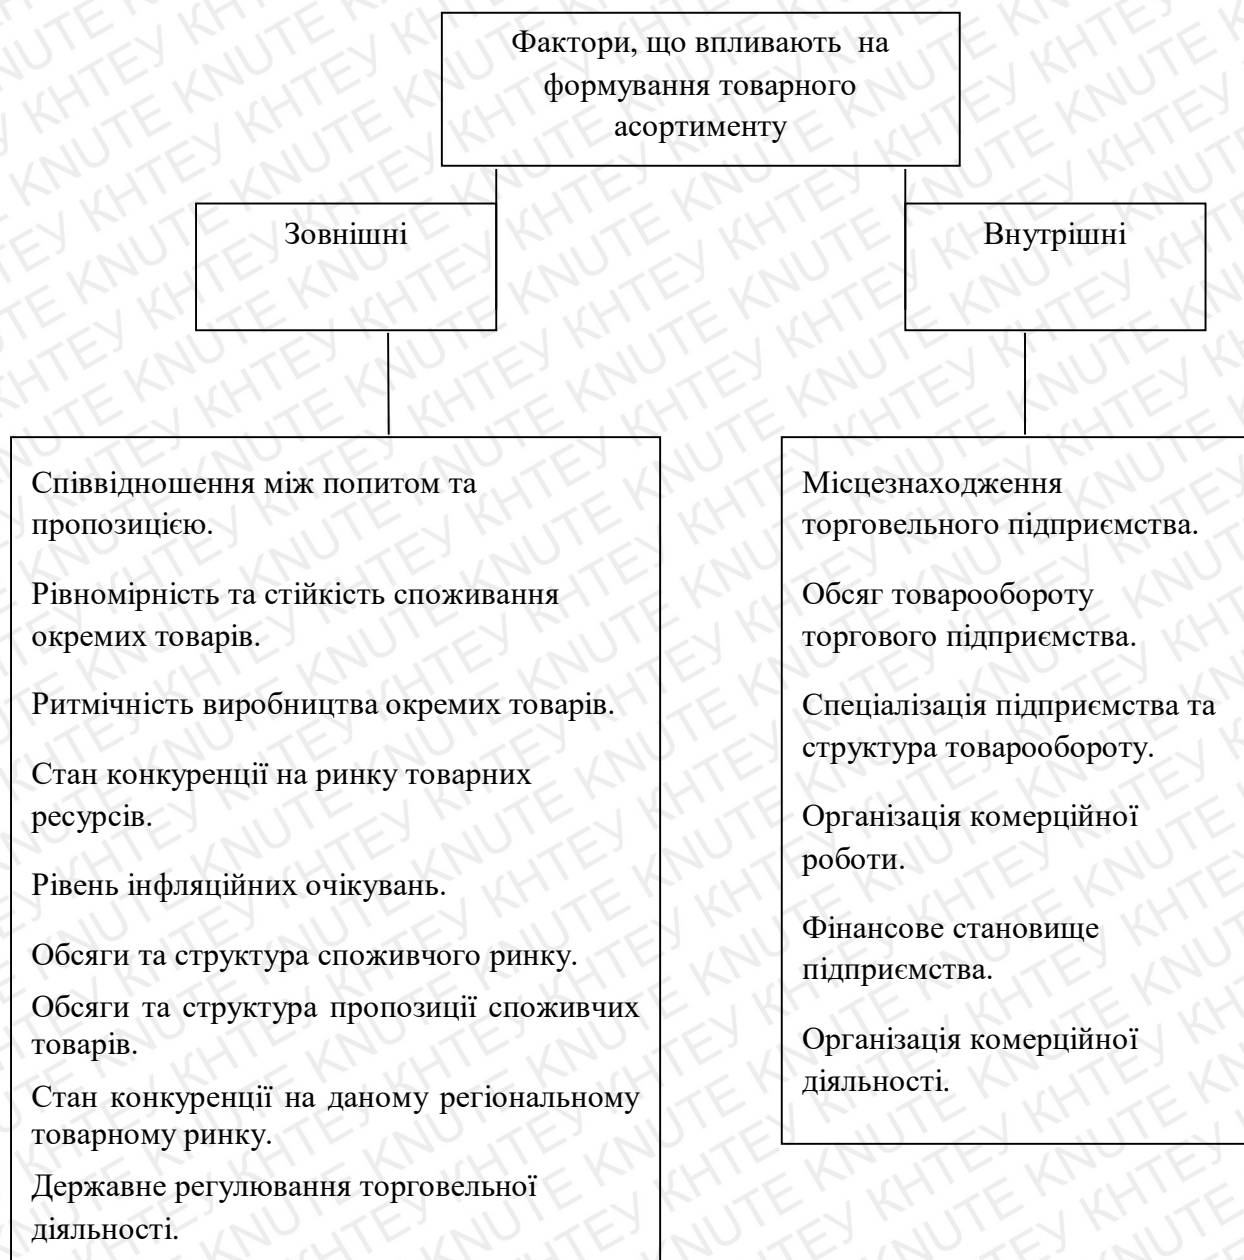 Фактори, що впливають на
формування товарного
асортименту
Зовнішні
Внутрішні
Співвідношення між попитом та
пропозицією.
Рівномірність та стійкість споживання
окремих товарів.
Ритмічність виробництва окремих товарів.
Стан конкуренції на ринку товарних
ресурсів.
Рівень інфляційних очікувань.
Обсяги та структура споживчого ринку.
Обсяги та структура пропозиції споживчих
товарів.
Стан конкуренції на даному регіональному
товарному ринку.
Державне регулювання торговельної
діяльності.
Місцезнаходження
торговельного підприємства.
Обсяг товарообороту
торгового підприємства.
Спеціалізація підприємства та
структура товарообороту.
Організація комерційної
роботи.
Фінансове становище
підприємства.
Організація комерційної
діяльності.